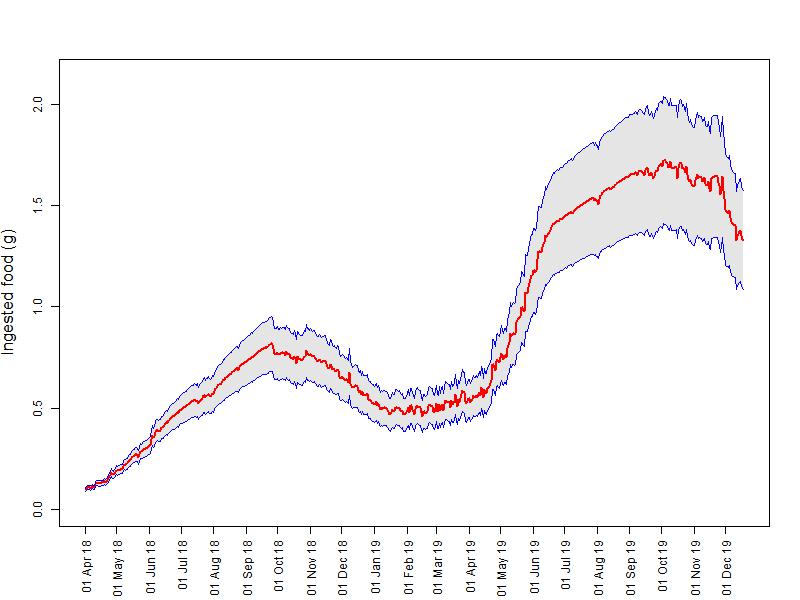 Ingested food (g)
2.0
1.5
1.0
0.5
0.0
01 Apr 18
01 May 18
01 Jun 18
01 Jul 18
01 Aug 18
01 Sep 18
01 Oct 18
01 Nov 18
01 Dec 18
01 Jan 19
01 Feb 19
01 Mar 19
01 Apr 19
01 May 19
01 Jun 19
01 Jul 19
01 Aug 19
01 Sep 19
01 Oct 19
01 Nov 19
01 Dec 19